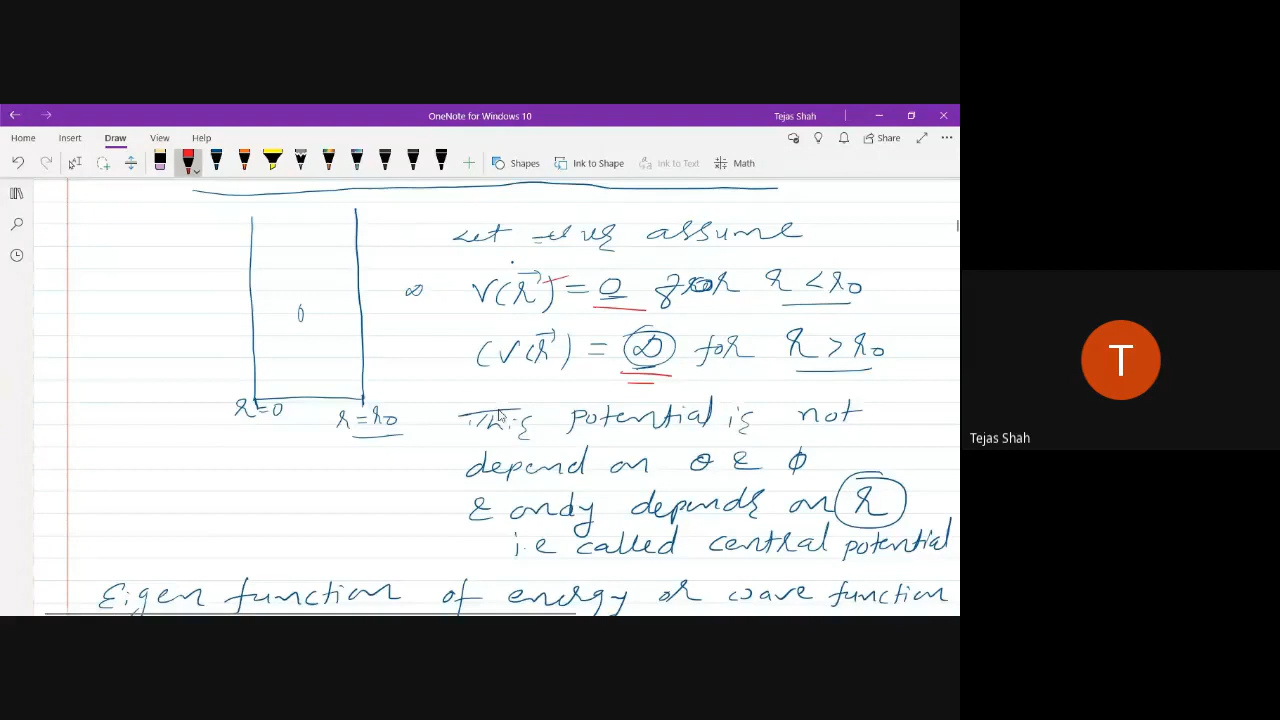 OneNote for Windows 10
Tejas Shah
Home Insert Draw View Help
Share
Shapes Ink to Shape Ink to Text Math
Let us assume
V(r⃗) = 0 for r < r₀
∞
0
(V(r⃗) = ∞ for r > r₀
r=0
r=r₀
This potential is not
depend on θ & ϕ
& only depends on r
i.e called central potential
Eigen function of energy or wave function
T
Tejas Shah